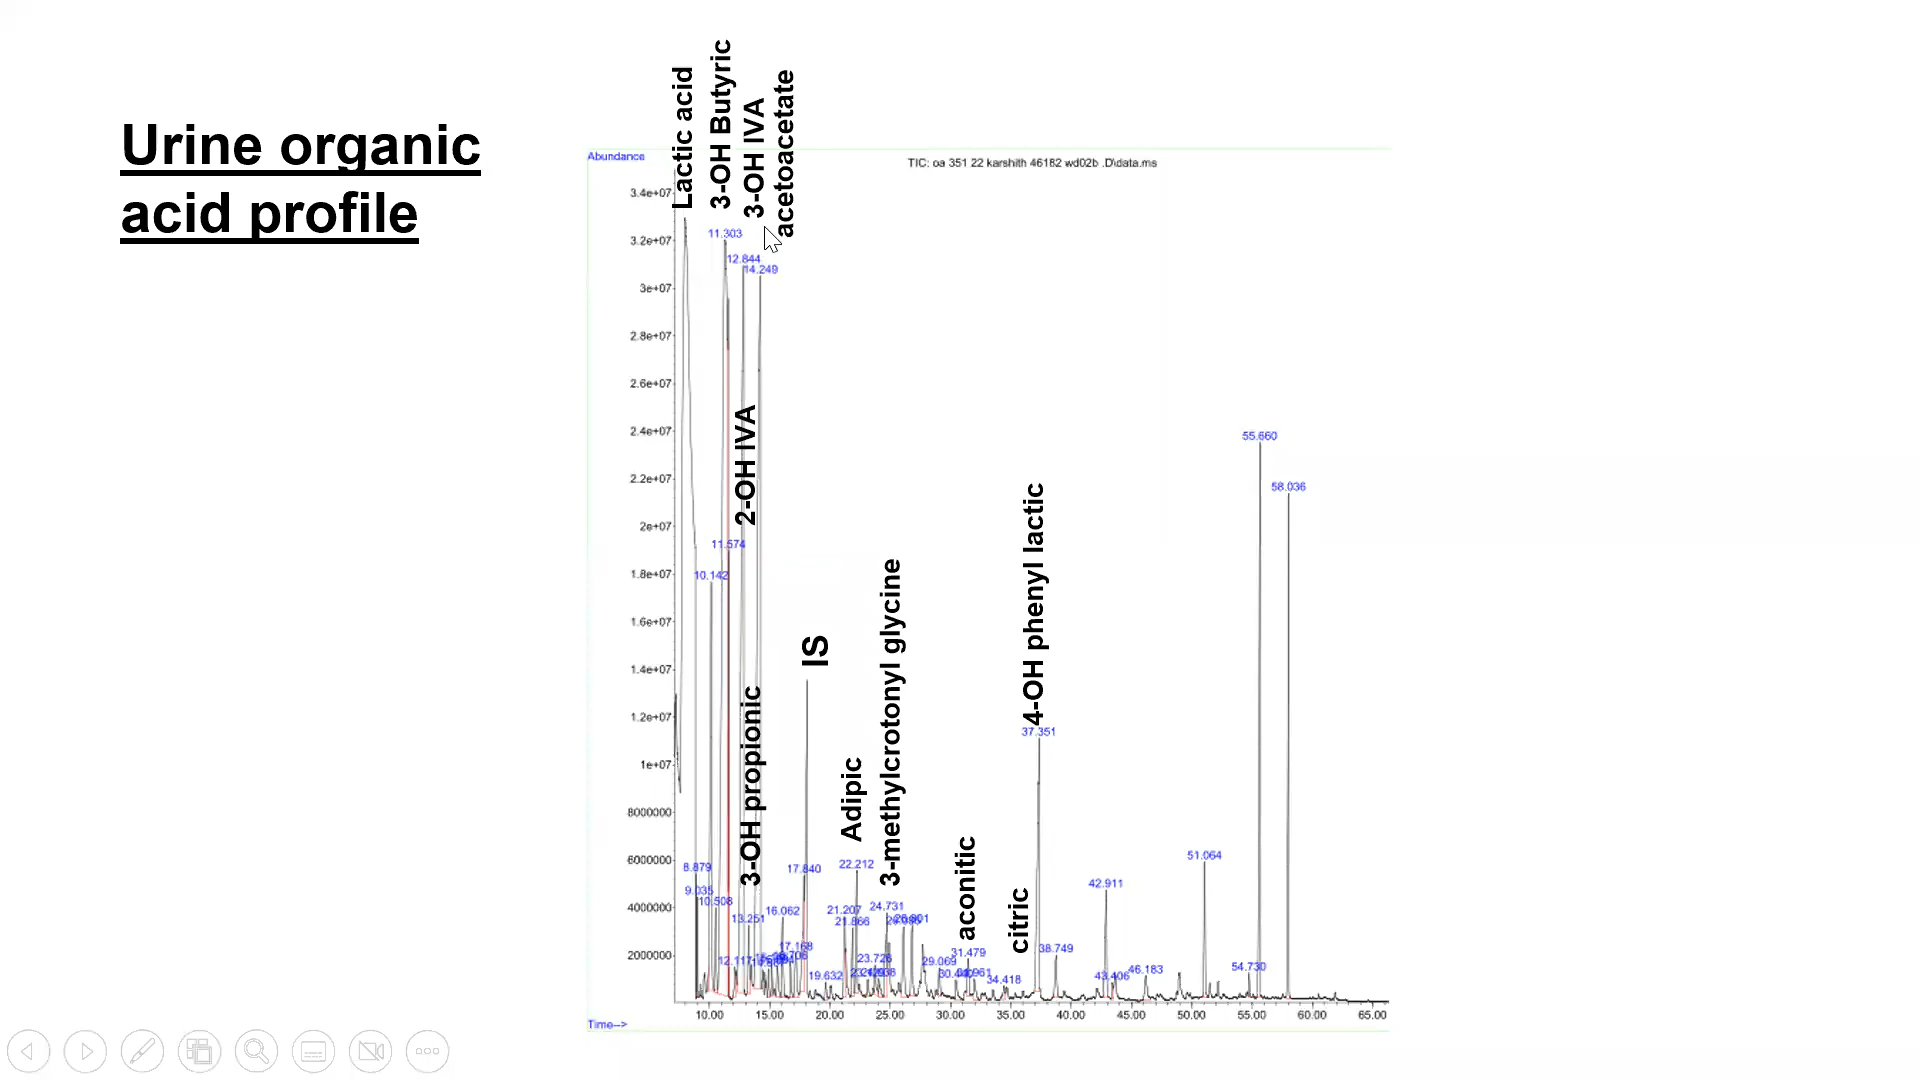 Urine organic
acid profile
Lactic acid
3-OH Butyric
3-OH IVA
acetoacetate
Abundance
TIC: oa 351 22 karshith 46182 wd02b .D\data.ms
3.4e+07
3.2e+07
3e+07
2.8e+07
2.6e+07
2.4e+07
2.2e+07
2e+07
1.8e+07
1.6e+07
1.4e+07
1.2e+07
1e+07
8000000
6000000
4000000
2000000
11.303
12.844
14.249
2-OH IVA
11.574
10.142
3-OH propionic
IS
Adipic
3-methylcrotonyl glycine
aconitic
citric
4-OH phenyl lactic
55.660
58.036
37.351
8.879
9.035
10.508
13.251
12.117
16.062
17.168
17.840
19.632
21.207
21.866
22.212
23.726
24.731
29.069
31.479
34.418
38.749
42.911
43.406
46.183
51.064
54.730
10.00 15.00 20.00 25.00 30.00 35.00 40.00 45.00 50.00 55.00 60.00 65.00
Time-->